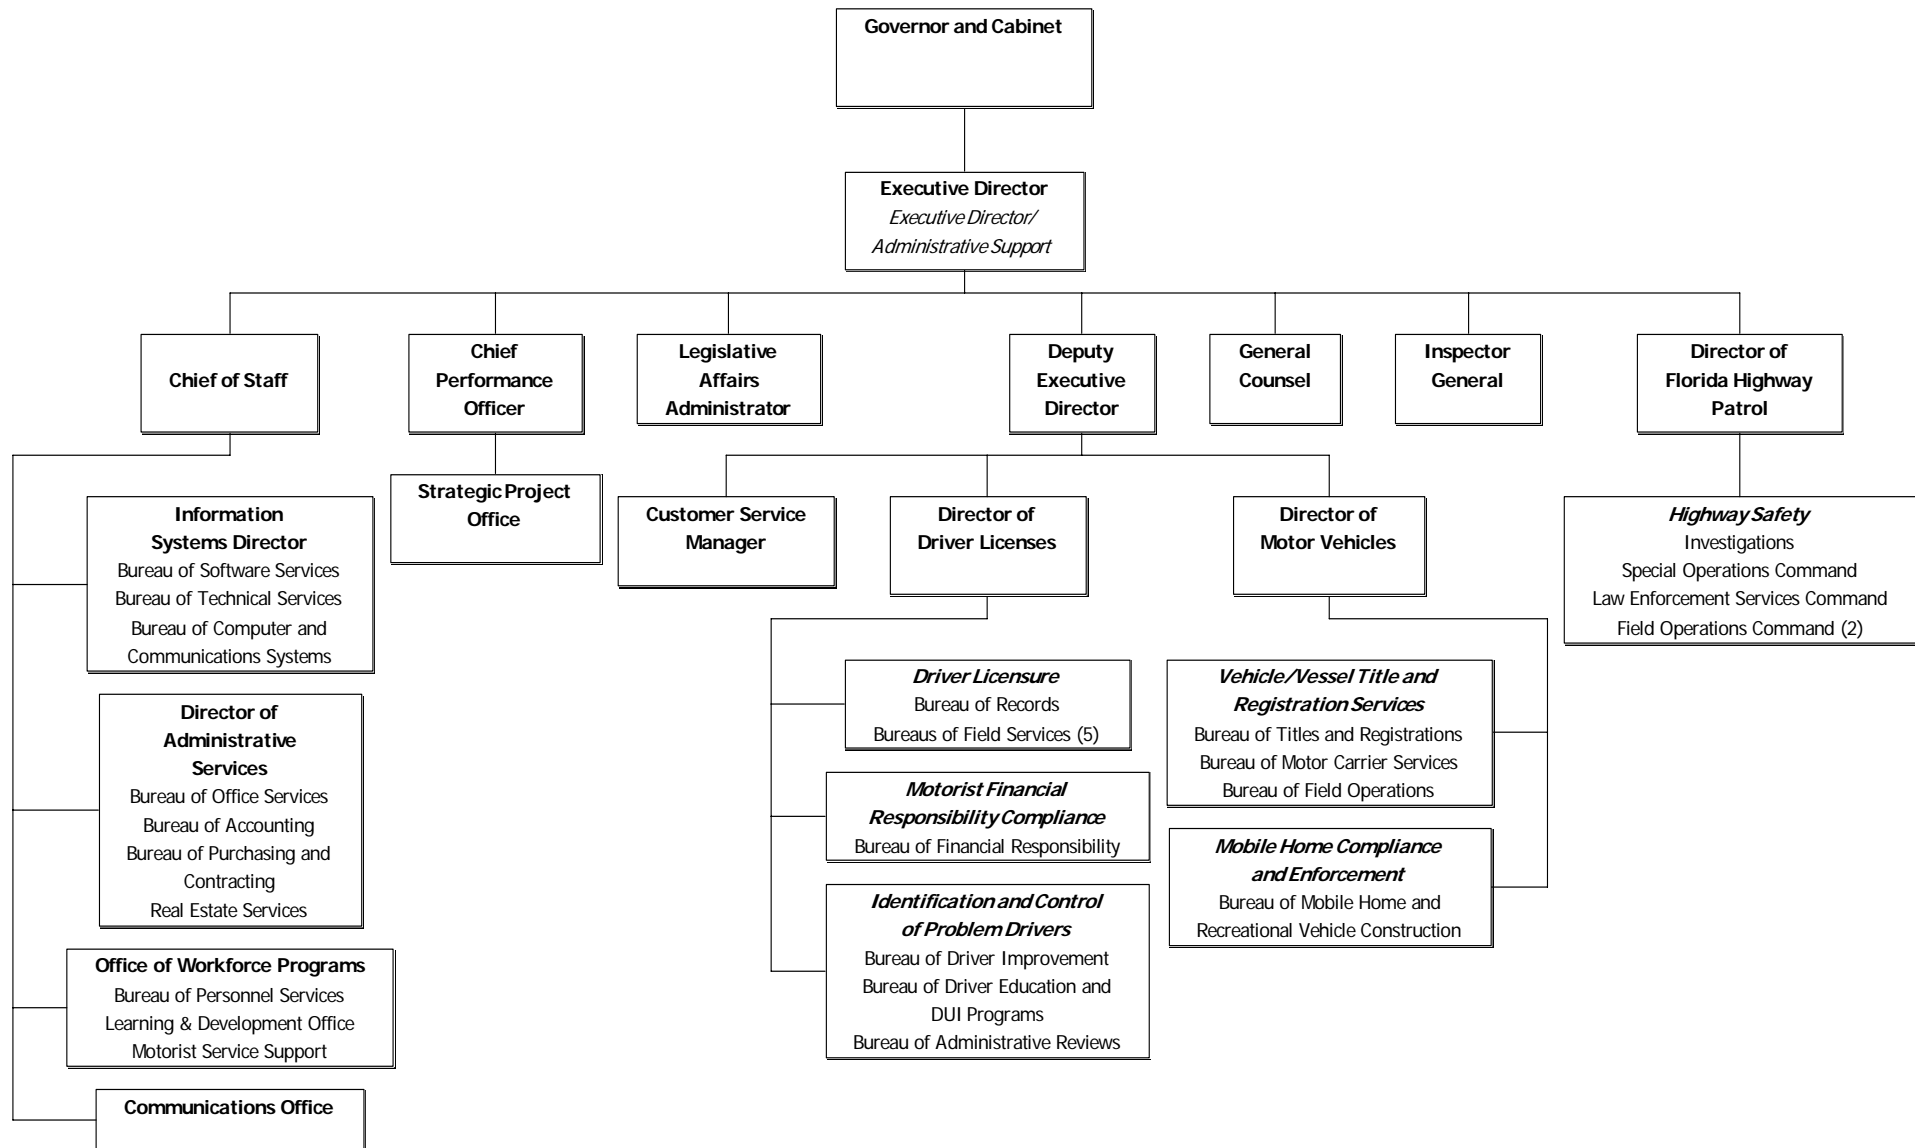 Governor and Cabinet
Executive Director
Executive Director/
Administrative Support
Chief of Staff
Chief
Performance
Officer
Legislative
Affairs
Administrator
Deputy
Executive
Director
General
Counsel
Inspector
General
Director of
Florida Highway
Patrol
Information
Systems Director
Bureau of Software Services
Bureau of Technical Services
Bureau of Computer and
Communications Systems
Director of
Administrative
Services
Bureau of Office Services
Bureau of Accounting
Bureau of Purchasing and
Contracting
Real Estate Services
Office of Workforce Programs
Bureau of Personnel Services
Learning & Development Office
Motorist Service Support
Communications Office
Strategic Project
Office
Customer Service
Manager
Director of
Driver Licenses
Driver Licensure
Bureau of Records
Bureaus of Field Services (5)
Motorist Financial
Responsibility Compliance
Bureau of Financial Responsibility
Identification and Control
of Problem Drivers
Bureau of Driver Improvement
Bureau of Driver Education and
DUI Programs
Bureau of Administrative Reviews
Director of
Motor Vehicles
Vehicle/Vessel Title and
Registration Services
Bureau of Titles and Registrations
Bureau of Motor Carrier Services
Bureau of Field Operations
Mobile Home Compliance
and Enforcement
Bureau of Mobile Home and
Recreational Vehicle Construction
Highway Safety
Investigations
Special Operations Command
Law Enforcement Services Command
Field Operations Command (2)